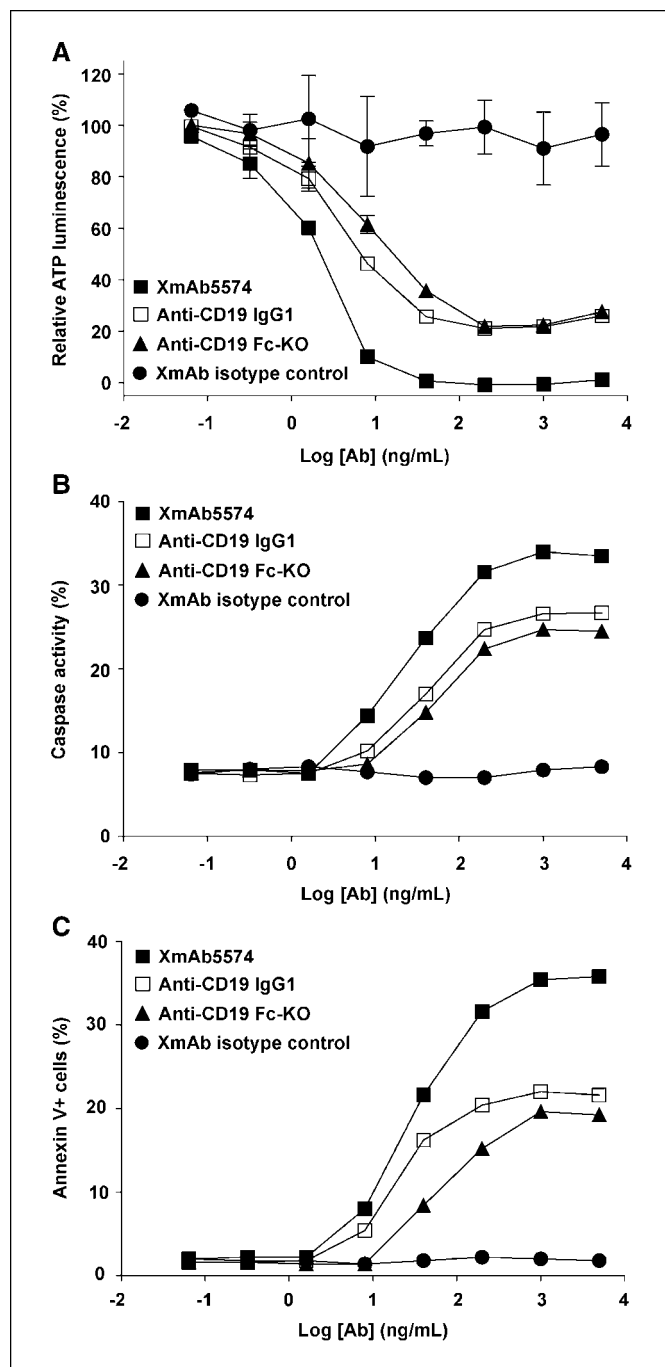 A
Relative ATP luminescence (%)
120
100
80
60
40
20
0
XmAb5574
Anti-CD19 IgG1
Anti-CD19 Fc-KO
XmAb isotype control
-2 -1 0 1 2 3 4
Log [Ab] (ng/mL)
B
Caspase activity (%)
40
30
20
10
0
XmAb5574
Anti-CD19 IgG1
Anti-CD19 Fc-KO
XmAb isotype control
-2 -1 0 1 2 3 4
Log [Ab] (ng/mL)
C
Annexin V+ cells (%)
40
30
20
10
0
XmAb5574
Anti-CD19 IgG1
Anti-CD19 Fc-KO
XmAb isotype control
-2 -1 0 1 2 3 4
Log [Ab] (ng/mL)